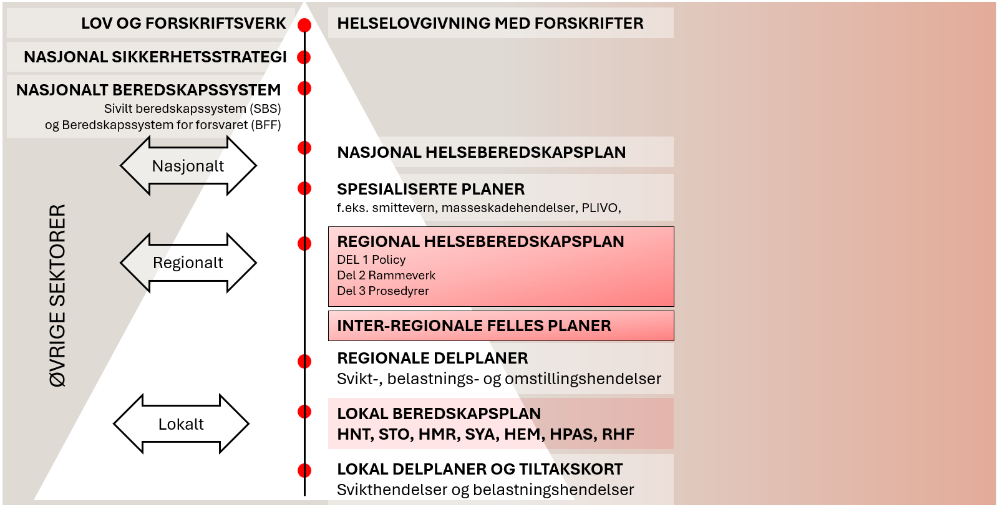 LOV OG FORSKRIFTSVERK
HELSELOVGIVNING MED FORSKRIFTER
NASJONAL SIKKERHETSSTRATEGI
NASJONALT BEREDSKAPSSYSTEM
Sivilt beredskapssystem (SBS)
og Beredskapssystem for forsvaret (BFF)
Nasjonalt
NASJONAL HELSEBEREDSKAPSPLAN
SPESIALISERTE PLANER
f.eks. smittevern, masseskadehendelser, PLIVO,
ØVRIGE SEKTORER
Regionalt
REGIONAL HELSEBEREDSKAPSPLAN
DEL 1 Policy
Del 2 Rammeverk
Del 3 Prosedyrer
INTER-REGIONALE FELLES PLANER
REGIONALE DELPLANER
Svikt-, belastnings- og omstillingshendelser
Lokalt
LOKAL BEREDSKAPSPLAN
HNT, STO, HMR, SYA, HEM, HPAS, RHF
LOKAL DELPLANER OG TILTAKSKORT
Svikthendelser og belastningshendelser